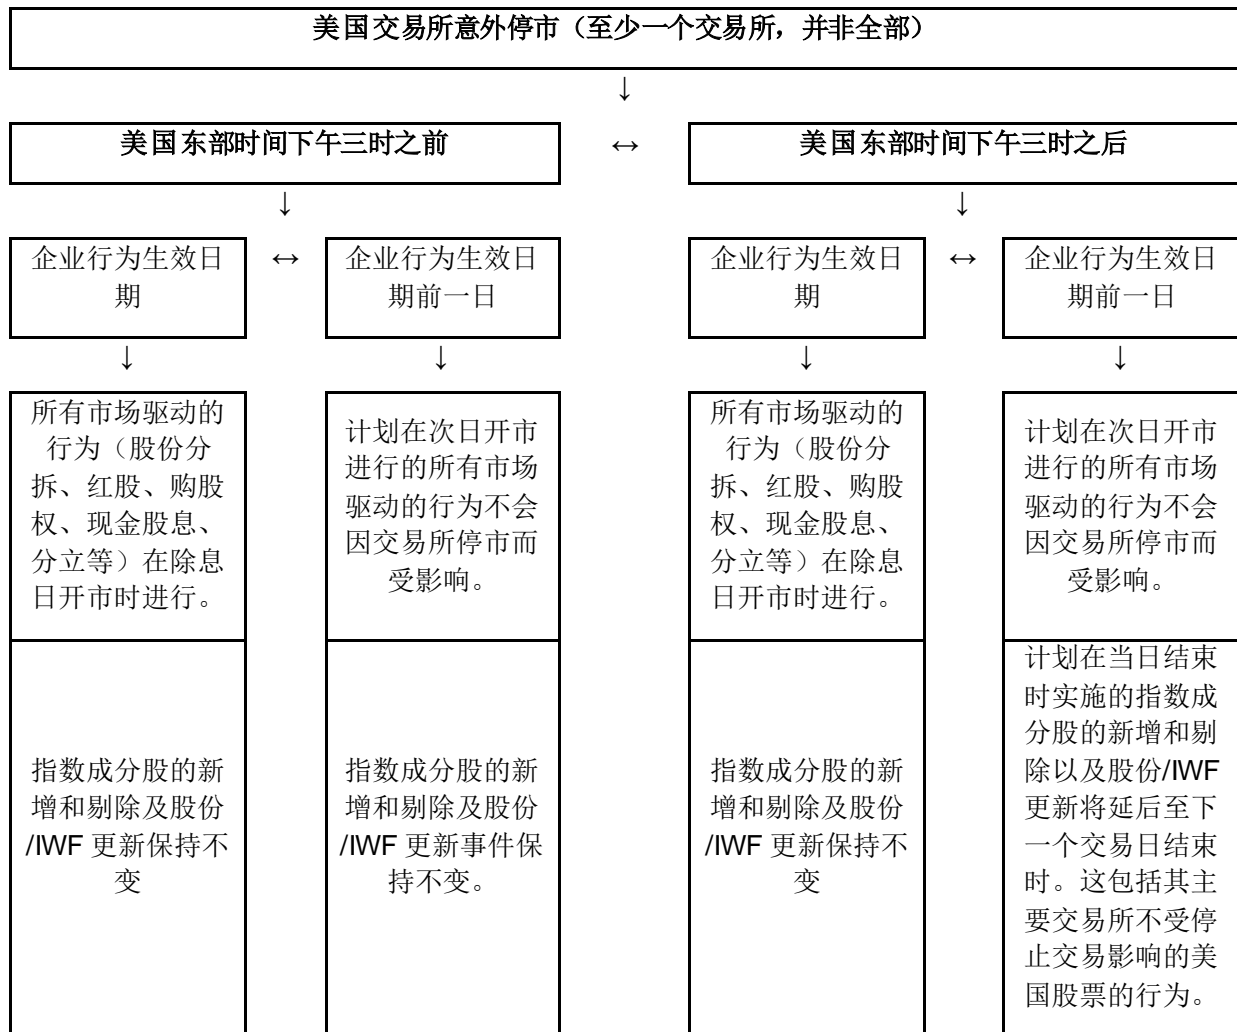 美国交易所意外停市（至少一个交易所，并非全部）
↓
美国东部时间下午三时之前
↔
美国东部时间下午三时之后
↓
↓
企业行为生效日
期
↔
企业行为生效日
期前一日
企业行为生效日
期
↔
企业行为生效日
期前一日
↓
↓
↓
↓
所有市场驱动的
行为（股份分
拆、红股、购股
权、现金股息、
分立等）在除息
日开市时进行。
计划在次日开市
进行的所有市场
驱动的行为不会
因交易所停市而
受影响。
所有市场驱动的
行为（股份分
拆、红股、购股
权、现金股息、
分立等）在除息
日开市时进行。
计划在次日开市
进行的所有市场
驱动的行为不会
因交易所停市而
受影响。
指数成分股的新
增和剔除及股份
/IWF 更新保持不
变
指数成分股的新
增和剔除及股份
/IWF 更新事件保
持不变。
指数成分股的新
增和剔除及股份
/IWF 更新保持不
变
计划在当日结束
时实施的指数成
分股的新增和剔
除以及股份/IWF
更新将延后至下
一个交易日结束
时。这包括其主
要交易所不受停
止交易影响的美
国股票的行为。